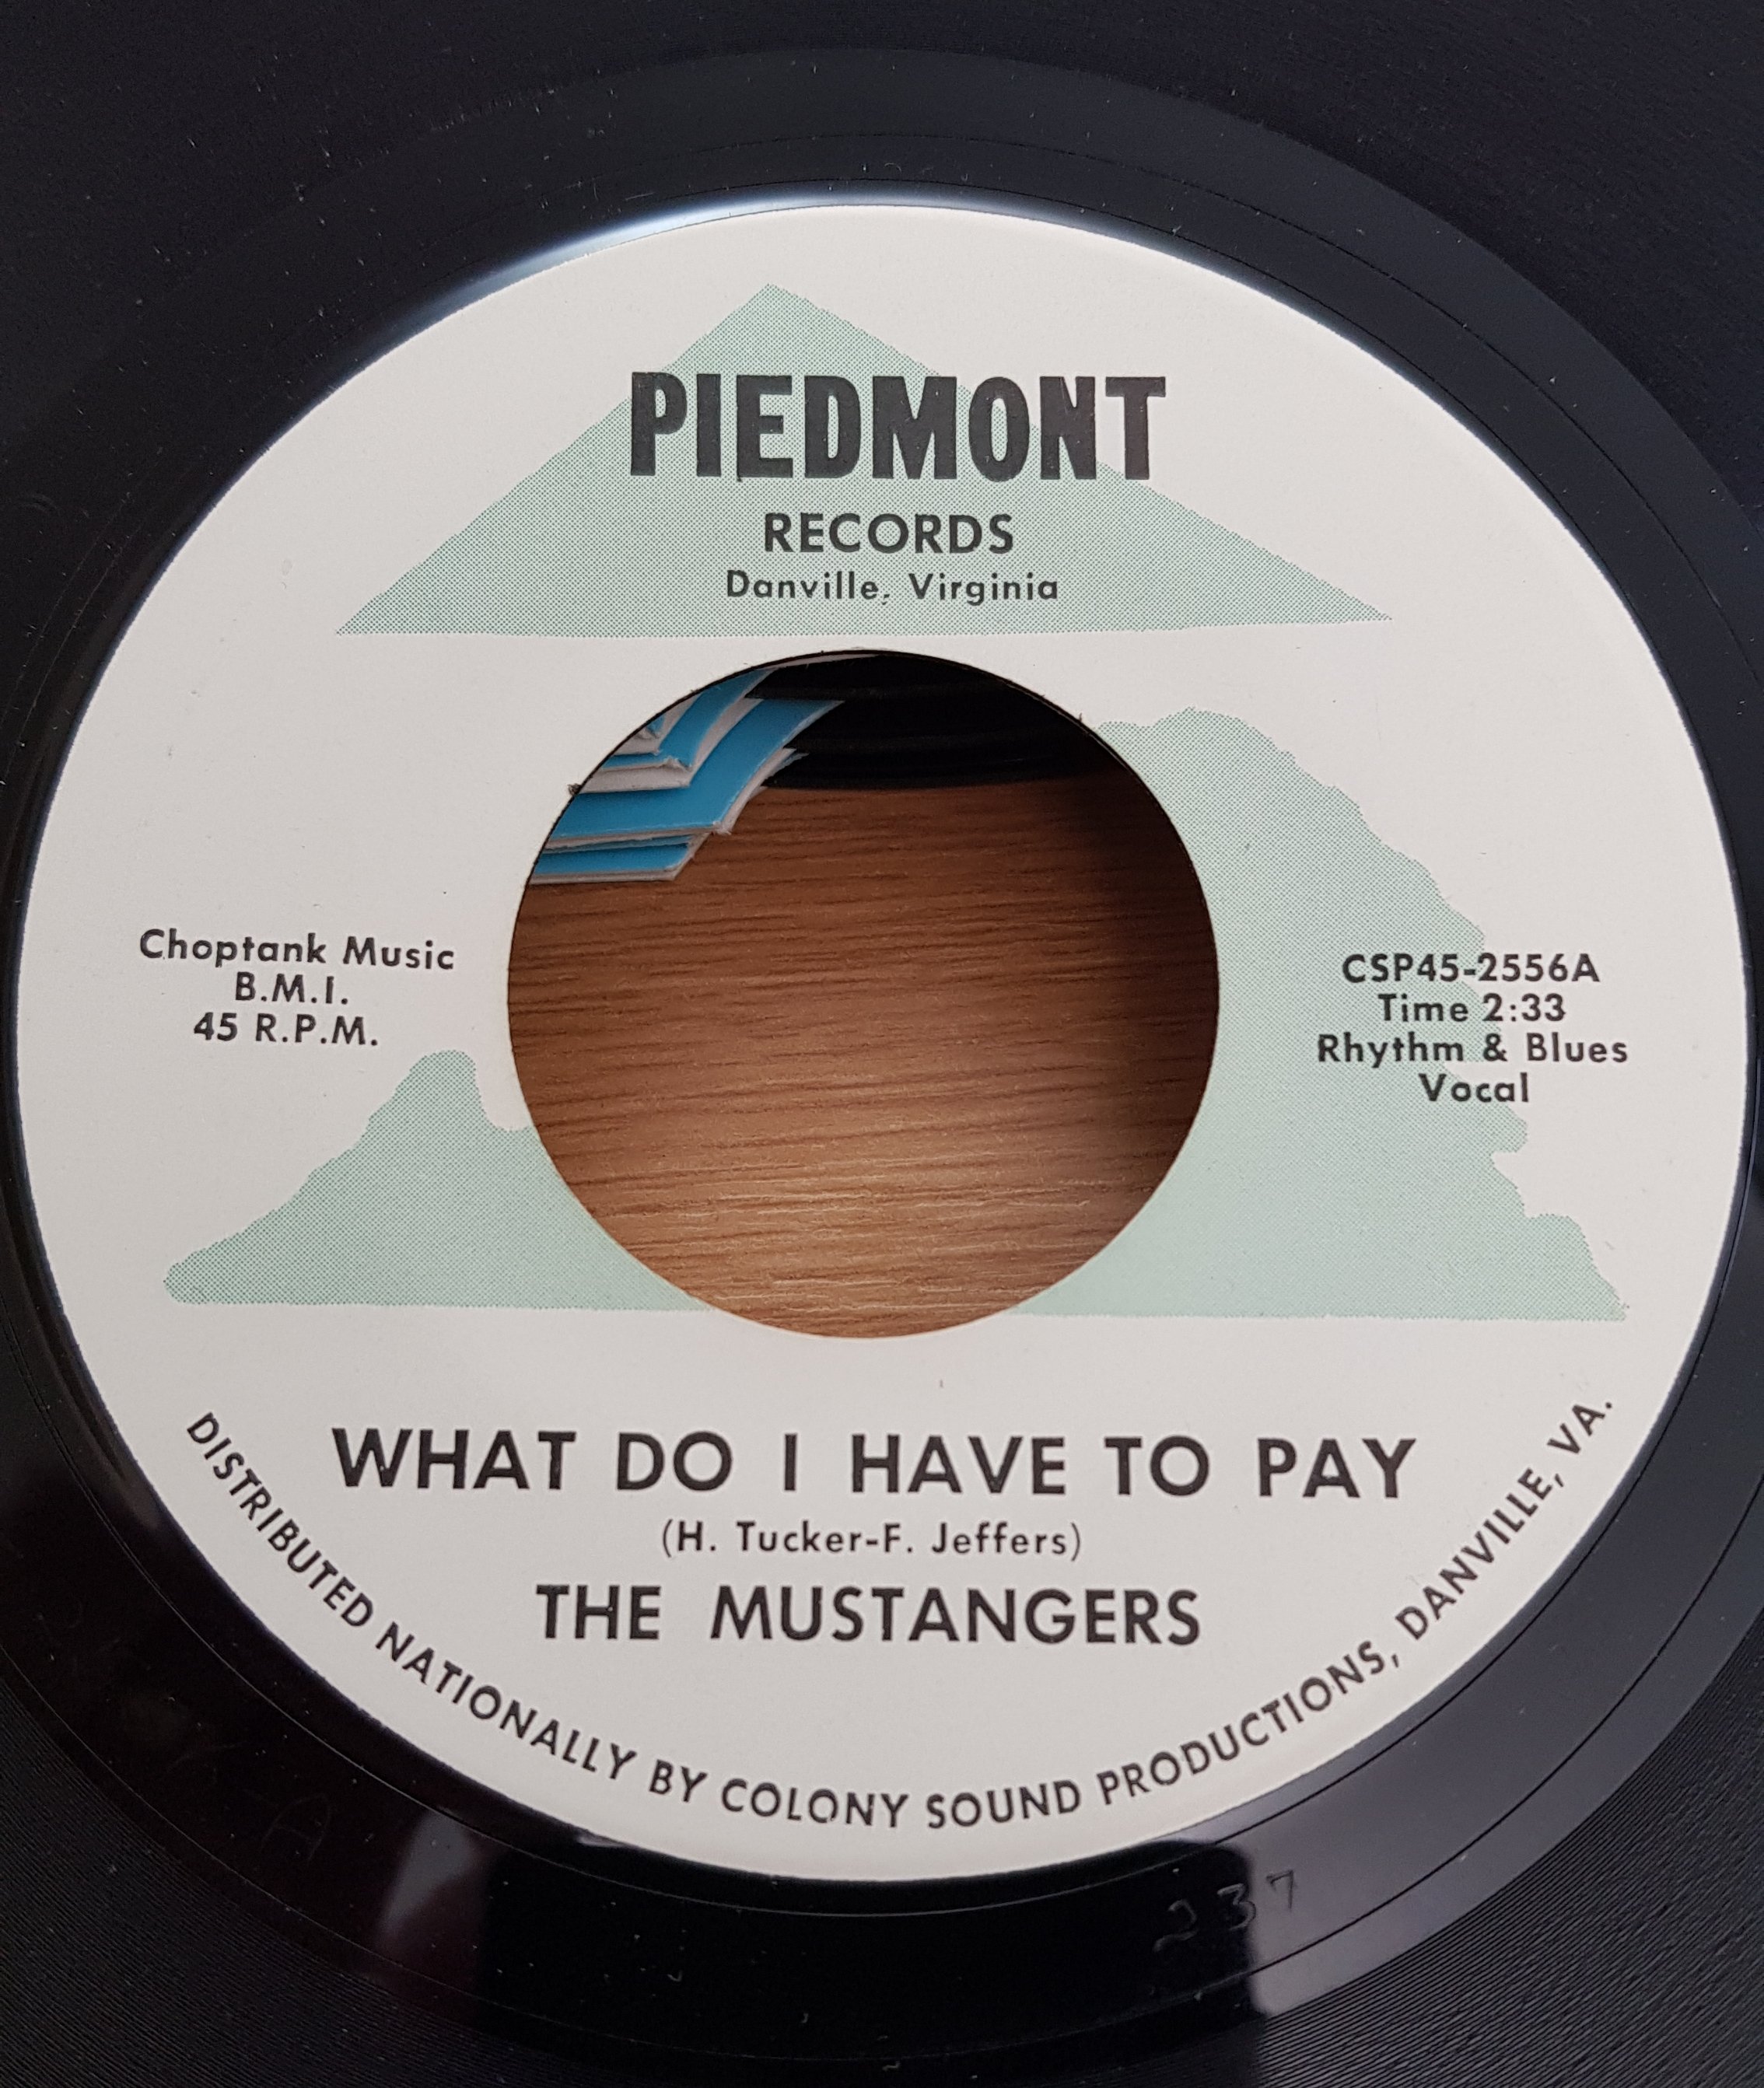 PIEDMONT
RECORDS
Danville, Virginia
Choptank Music
B.M.I.
45 R.P.M.
CSP45-2556A
Time 2:33
Rhythm & Blues
Vocal
WHAT DO I HAVE TO PAY
(H. Tucker-F. Jeffers)
THE MUSTANGERS
DISTRIBUTED NATIONALLY BY COLONY SOUND PRODUCTIONS, DANVILLE, VA.
237